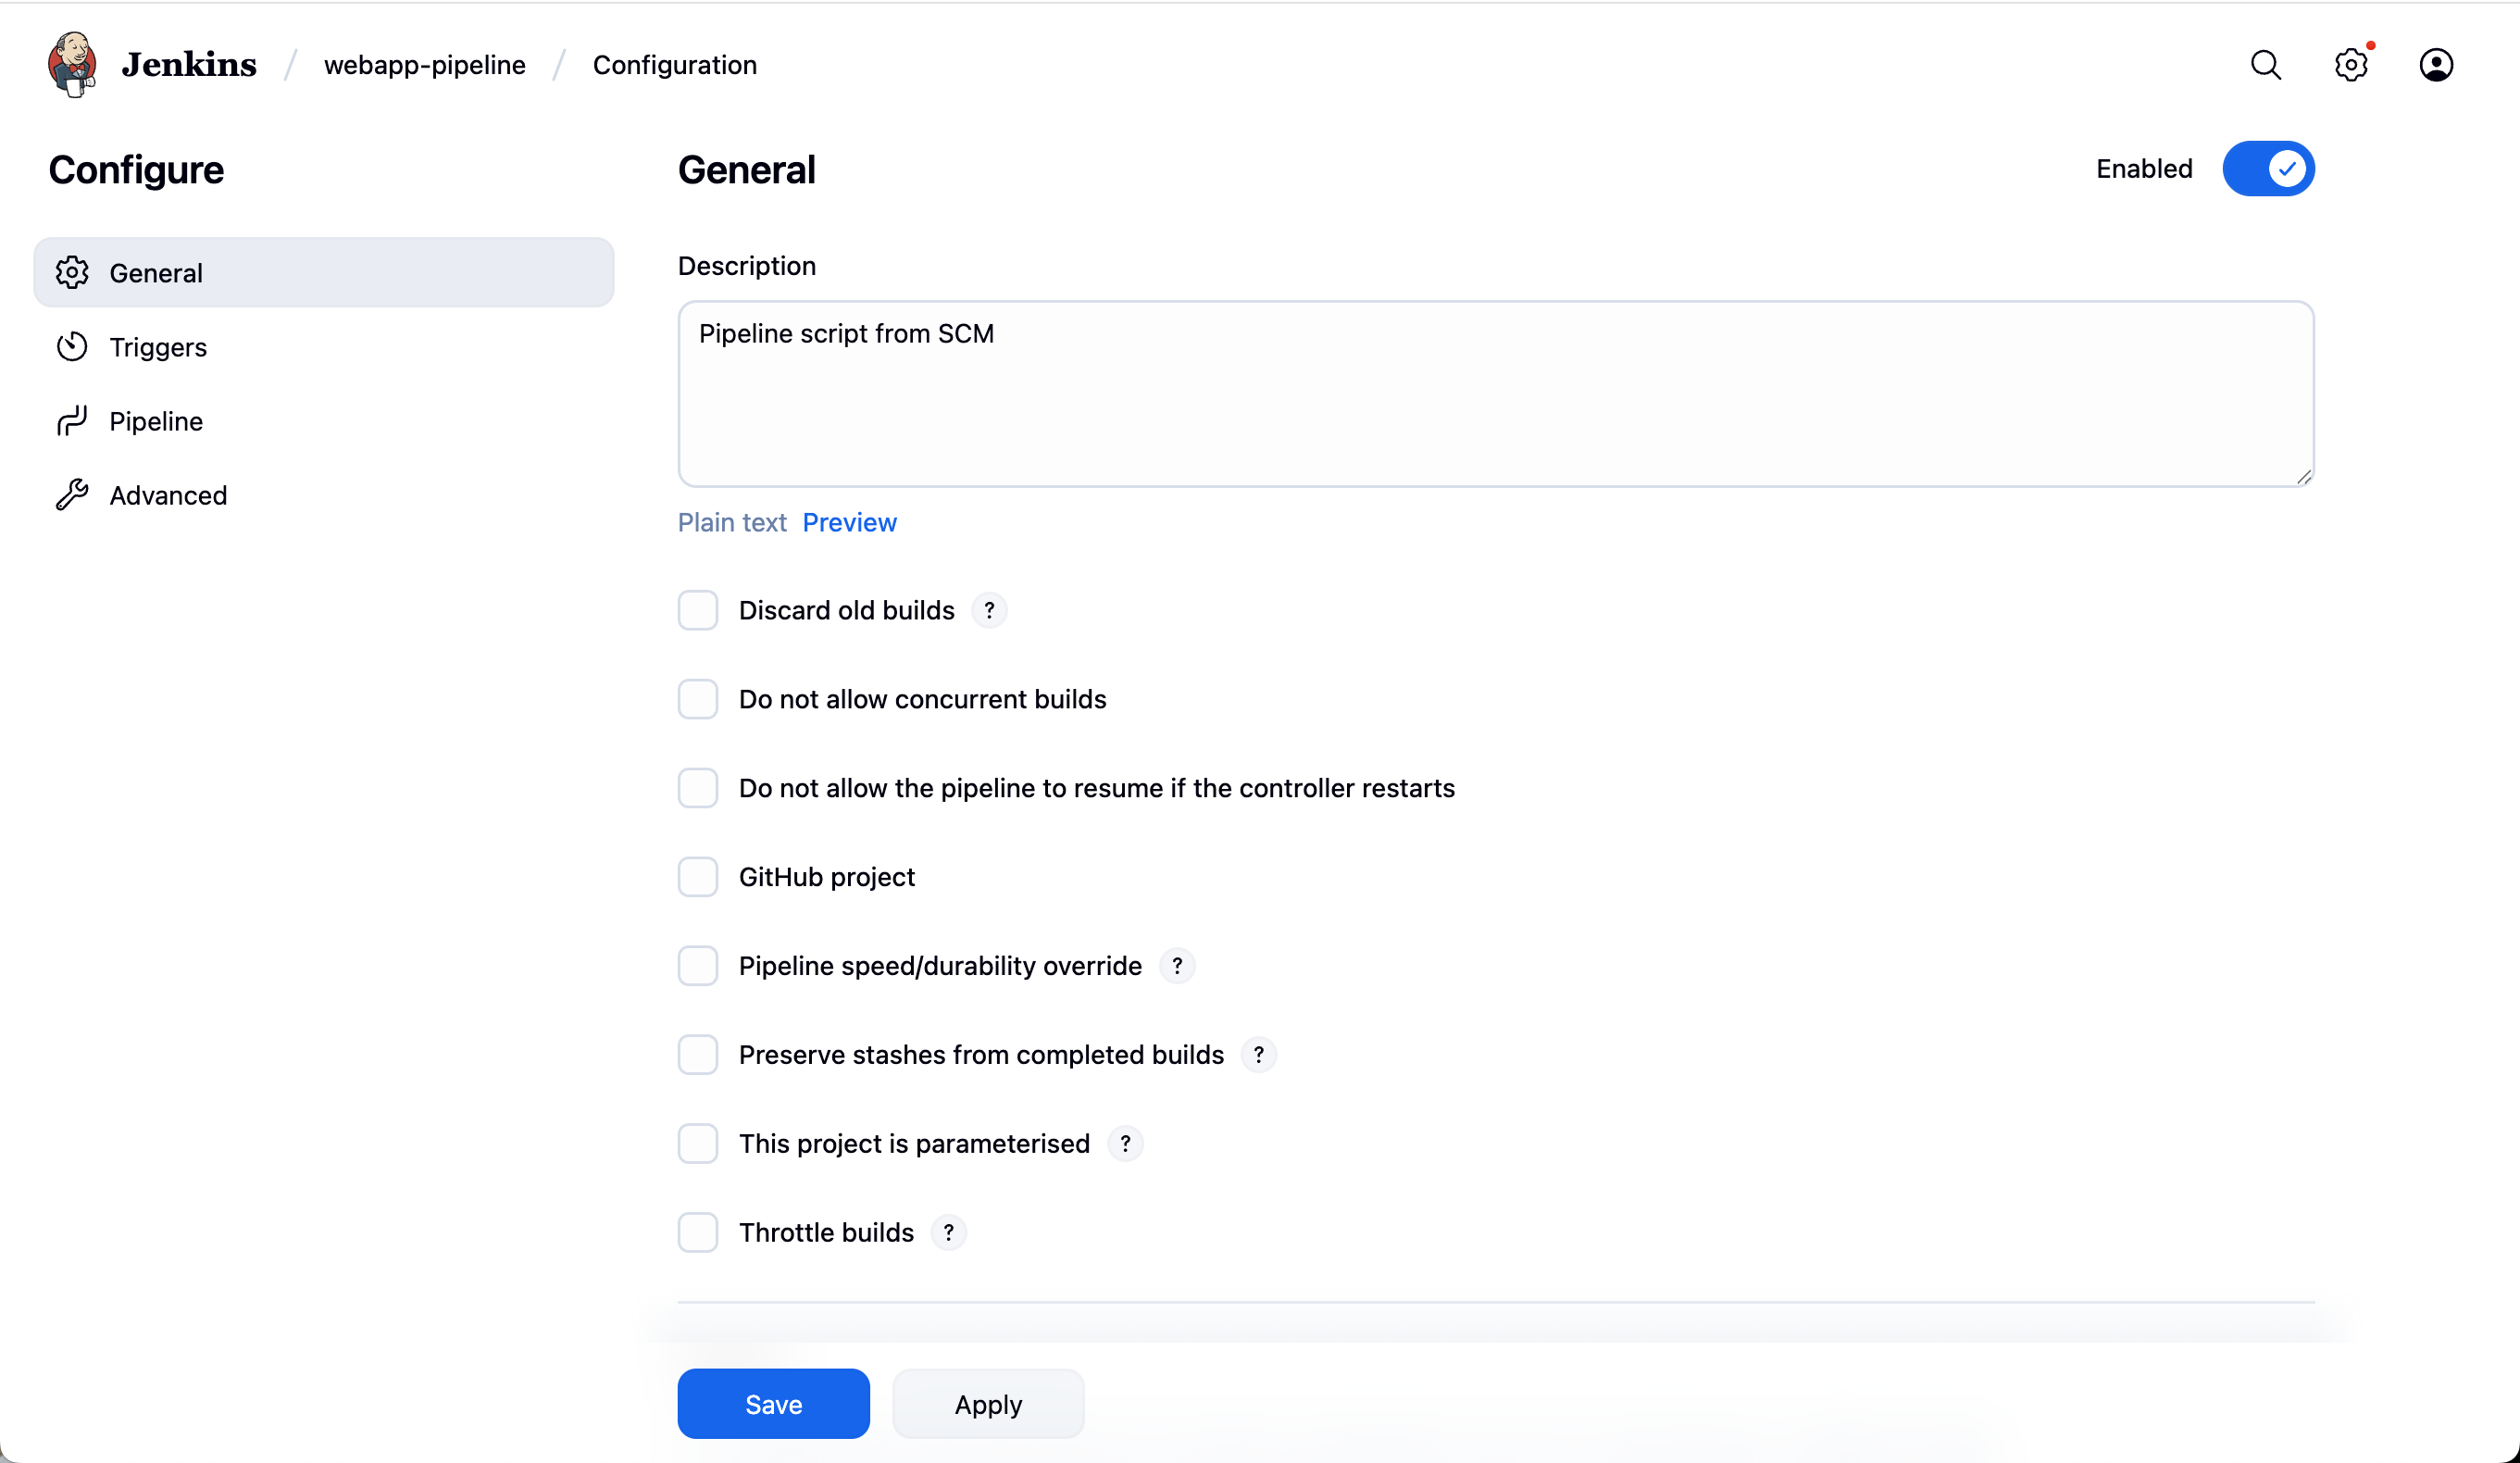 Jenkins / webapp-pipeline / Configuration
Configure
General
Triggers
Pipeline
Advanced
General
Enabled
Description
Pipeline script from SCM
Plain text Preview
Discard old builds ?
Do not allow concurrent builds
Do not allow the pipeline to resume if the controller restarts
GitHub project
Pipeline speed/durability override ?
Preserve stashes from completed builds ?
This project is parameterised ?
Throttle builds ?
Save Apply